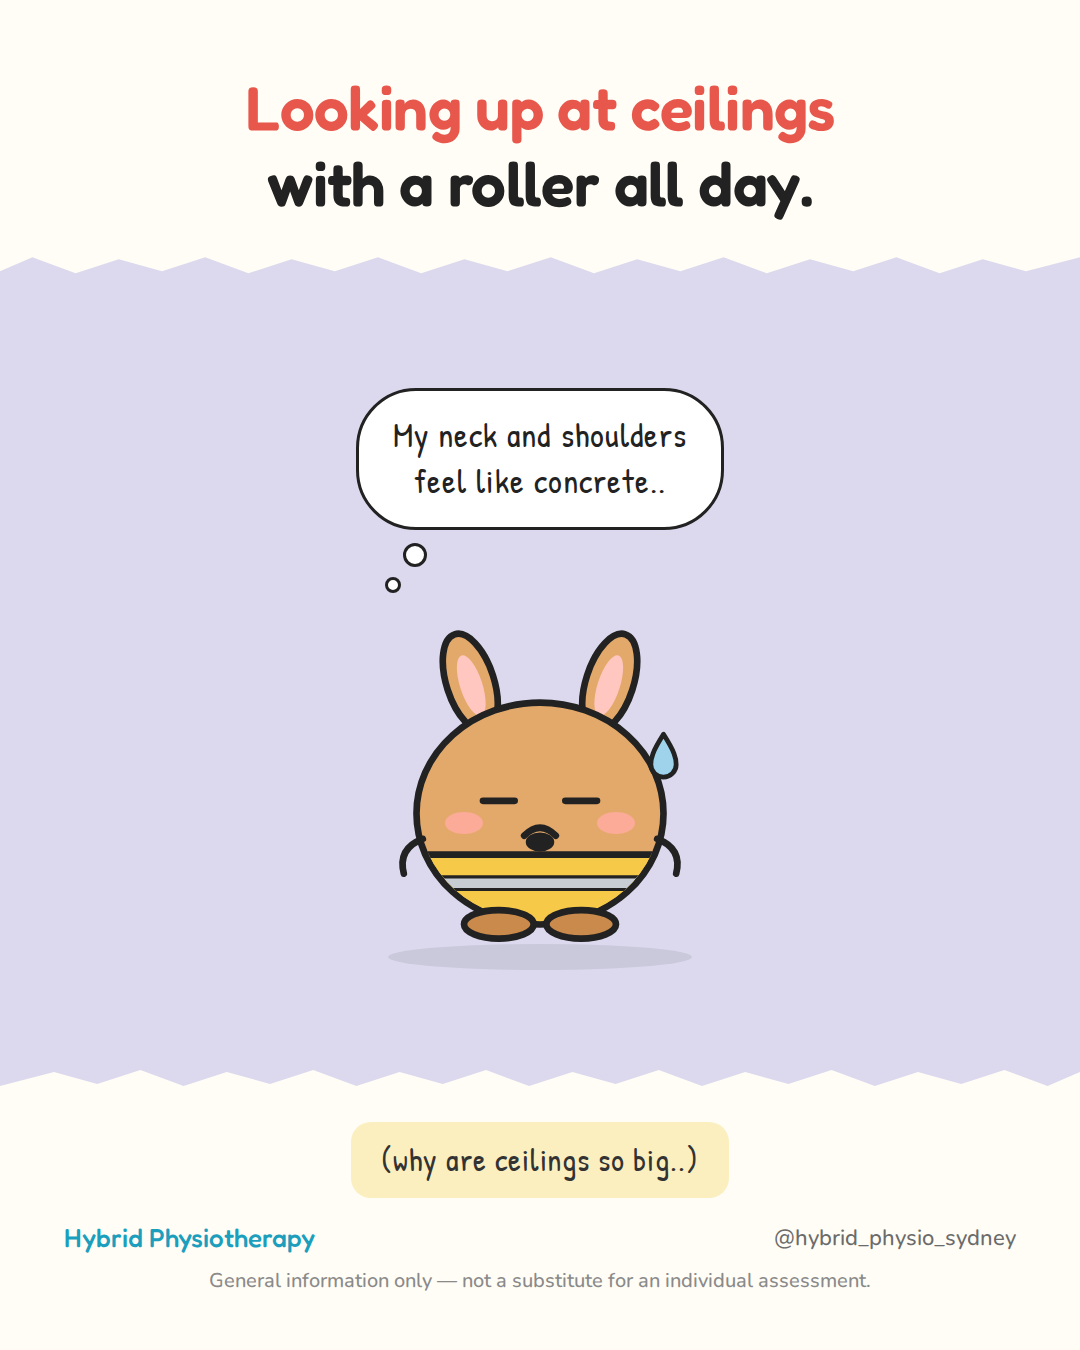 Looking up at ceilings
with a roller all day.
My neck and shoulders
feel like concrete..
(why are ceilings so big..)
Hybrid Physiotherapy
@hybrid_physio_sydney
General information only — not a substitute for an individual assessment.